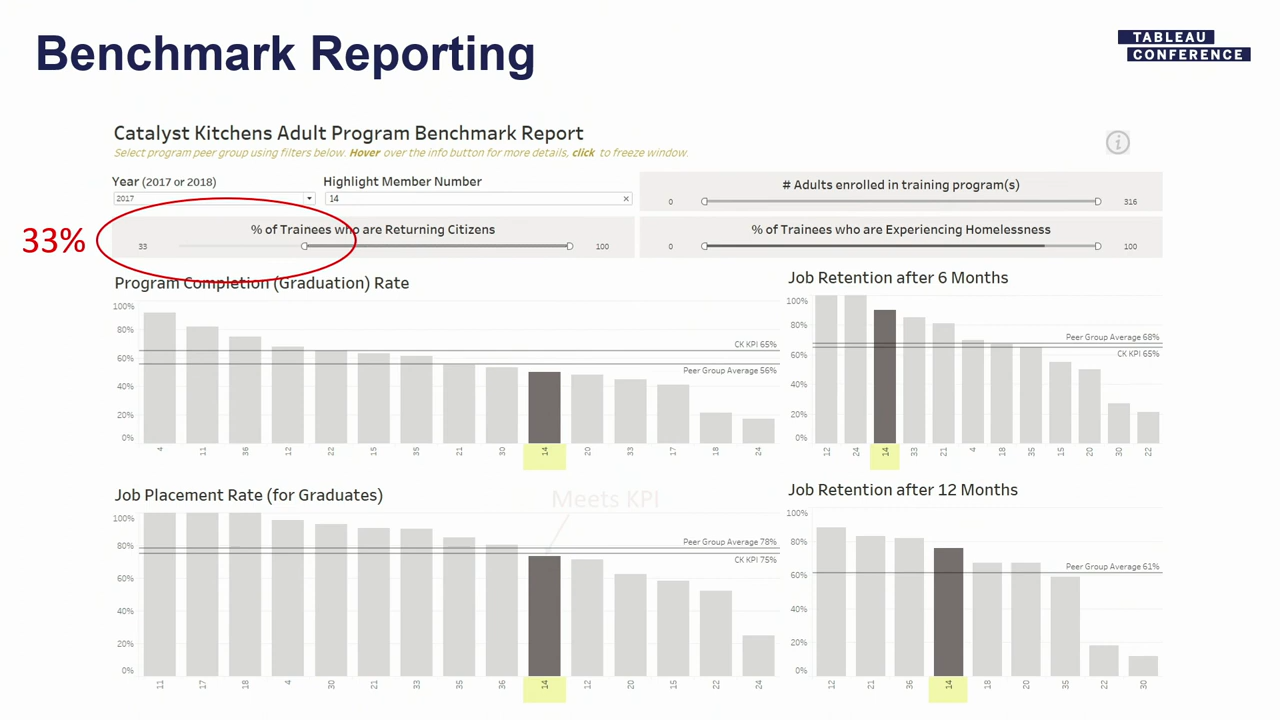 Benchmark Reporting
TABLEAU
CONFERENCE
Catalyst Kitchens Adult Program Benchmark Report
Select program peer group using filters below. Hover over the info button for more details, click to freeze window.
i
Year (2017 or 2018)
Highlight Member Number
# Adults enrolled in training program(s)
2017
14
×
0
316
33%
% of Trainees who are Returning Citizens
% of Trainees who are Experiencing Homelessness
33
100
0
100
Program Completion (Graduation) Rate
100%
80%
60%
40%
20%
0%
CK KPI 65%
Peer Group Average 56%
4 11 36 12 22 15 35 21 30 14 20 33 17 18 24
Job Retention after 6 Months
100%
80%
60%
40%
20%
0%
Peer Group Average 68%
CK KPI 65%
12 24 14 33 21 4 18 36 35 15 20 30 22
Job Placement Rate (for Graduates)
Meets KPI
100%
80%
60%
40%
20%
0%
Peer Group Average 78%
CK KPI 75%
11 17 18 4 30 21 33 35 36 14 12 20 15 22 24
Job Retention after 12 Months
100%
80%
60%
40%
20%
0%
Peer Group Average 61%
12 21 36 14 18 20 35 22 30